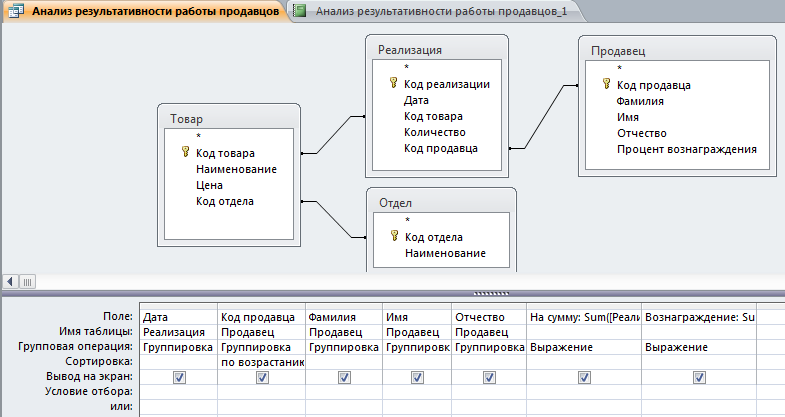 Анализ результативности работы продавцов
Анализ результативности работы продавцов_1
Реализация
*
Код реализации
Дата
Код товара
Количество
Код продавца
Продавец
*
Код продавца
Фамилия
Имя
Отчество
Процент вознаграждения
Товар
*
Код товара
Наименование
Цена
Код отдела
Отдел
*
Код отдела
Наименование
Поле: Дата Код продавца Фамилия Имя Отчество На сумму: Sum([Реали Вознаграждение: Su
Имя таблицы: Реализация Продавец Продавец Продавец Продавец
Групповая операция: Группировка Группировка Группировка Группировк Группировка Выражение Выражение
Сортировка: по возрастани
Вывод на экран:
Условие отбора:
или: